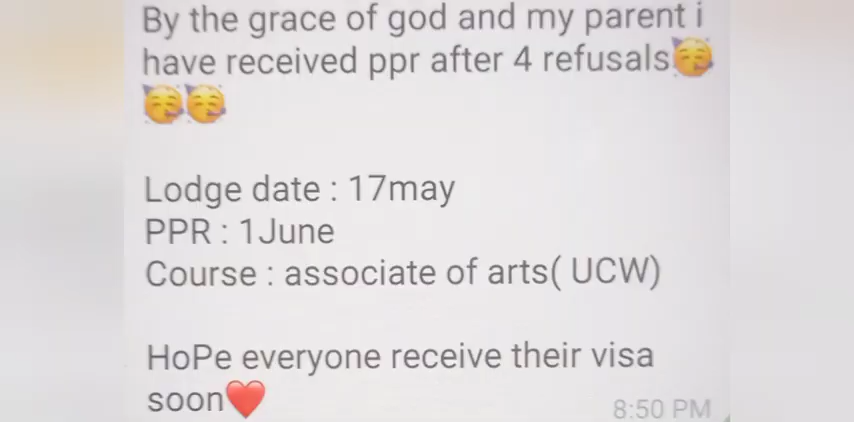 By the grace of god and my parent i
have received ppr after 4 refusals🥳
🥳🥳
Lodge date : 17may
PPR : 1June
Course : associate of arts( UCW)
HoPe everyone receive their visa
soon❤️
8:50 PM